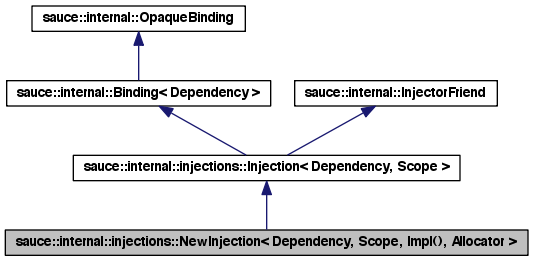 sauce::internal::OpaqueBinding
sauce::internal::Binding< Dependency >
sauce::internal::InjectorFriend
sauce::internal::injections::Injection< Dependency, Scope >
sauce::internal::injections::NewInjection< Dependency, Scope, Impl(), Allocator >